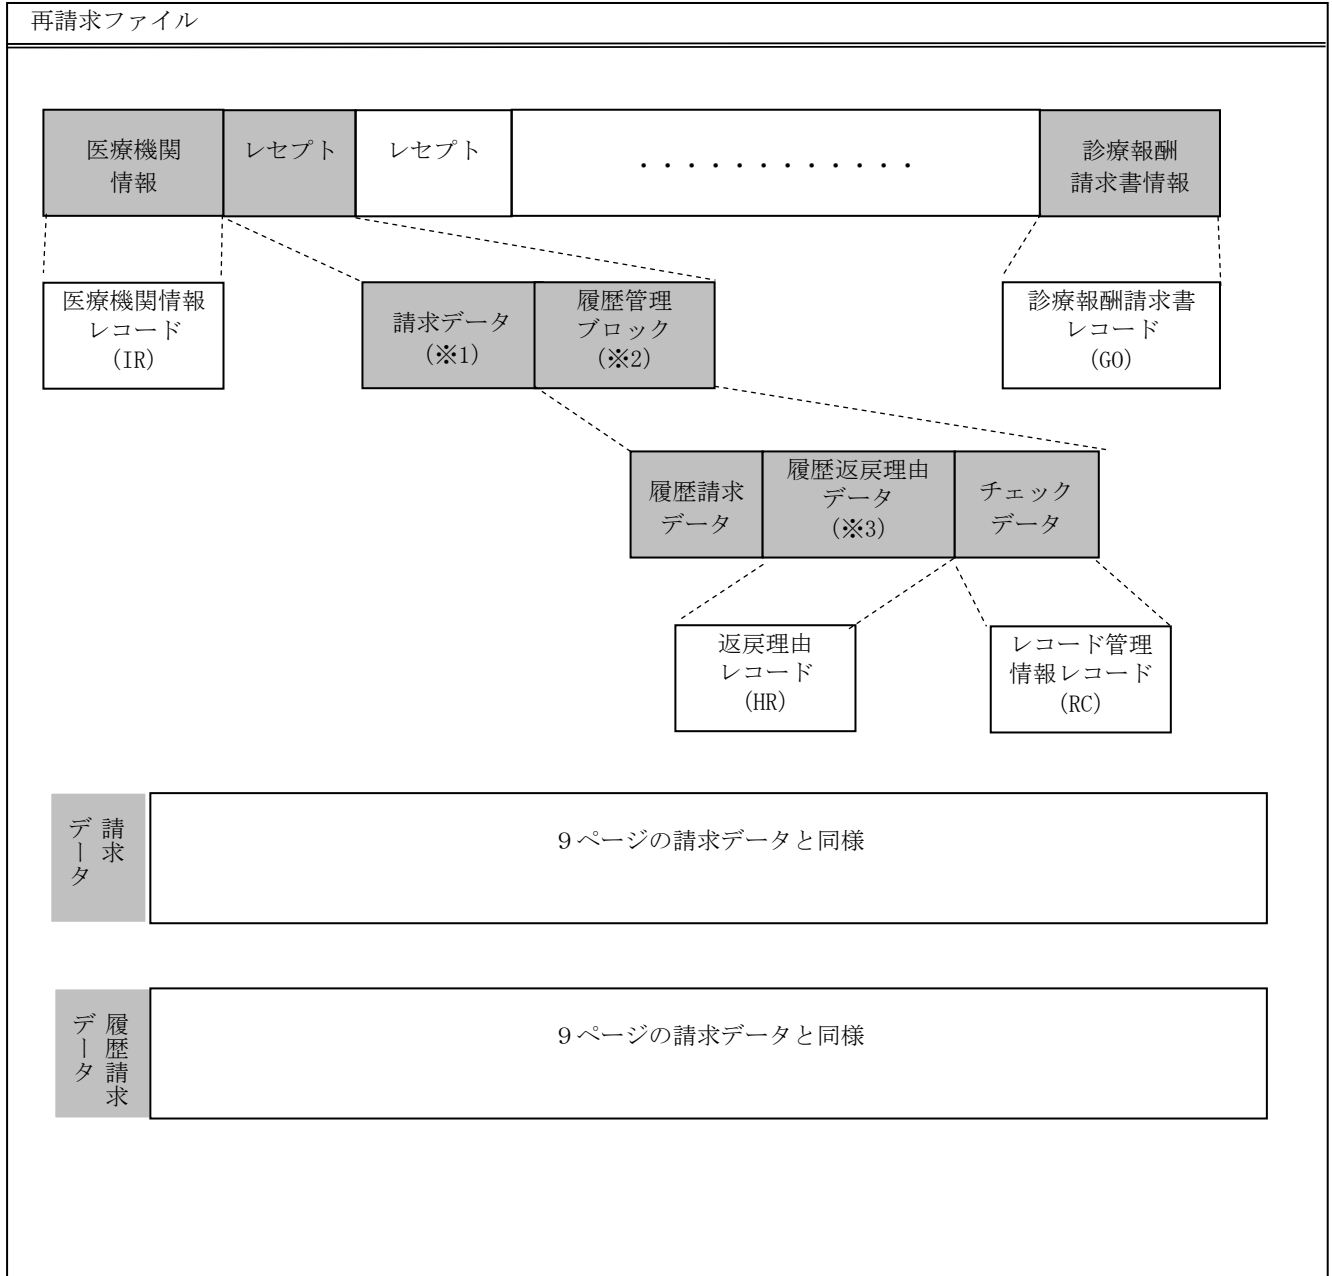 再請求ファイル
医療機関
情報
レセプト
レセプト
・・・・・・・・・・・・
診療報酬
請求書情報
医療機関情報
レコード
(IR)
請求データ
(※1)
履歴管理
ブロック
(※2)
診療報酬請求書
レコード
(GO)
履歴請求
データ
履歴返戻理由
データ
(※3)
チェック
データ
返戻理由
レコード
(HR)
レコード管理
情報レコード
(RC)
請求
データ
9ページの請求データと同様
履歴請求
データ
9ページの請求データと同様